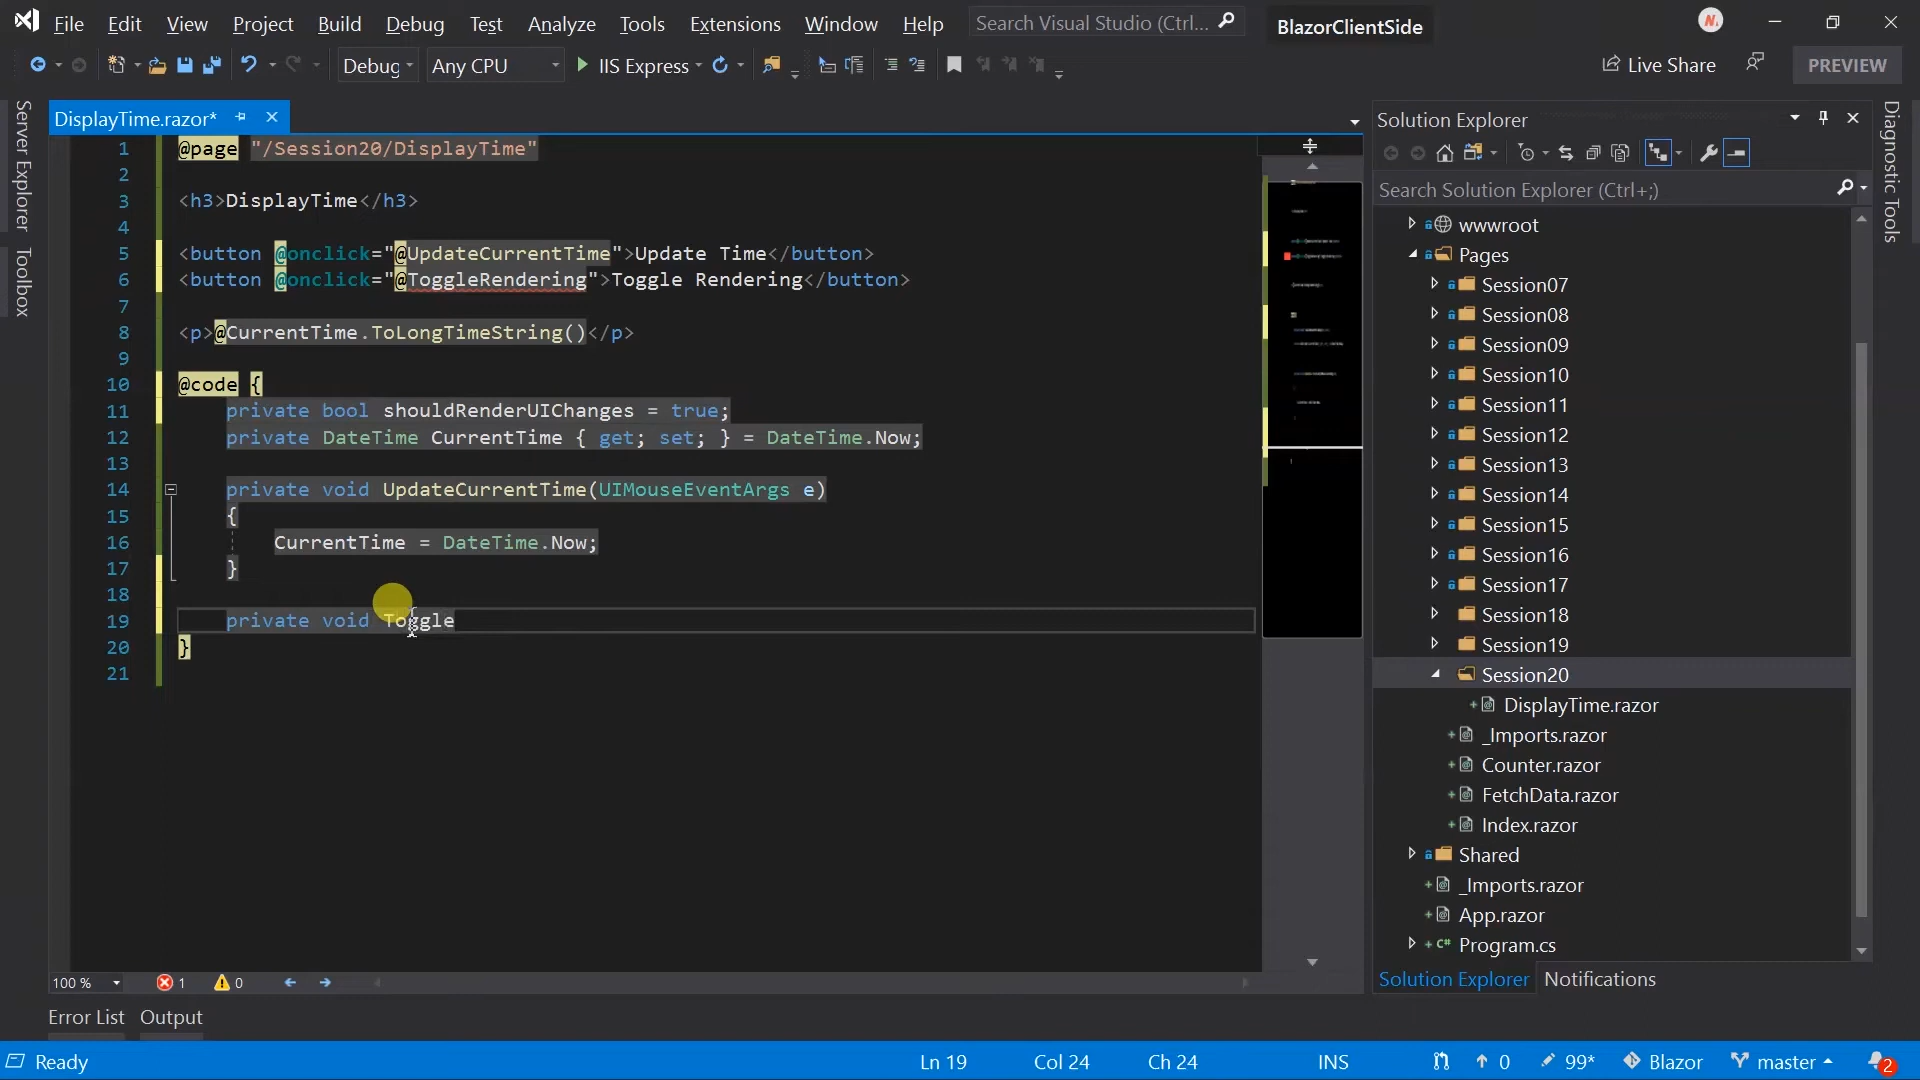 File Edit View Project Build Debug Test Analyze Tools Extensions Window Help Search Visual Studio (Ctrl... BlazorClientSide
Debug Any CPU IIS Express Live Share PREVIEW
Server Explorer
Toolbox
DisplayTime.razor*
1 @page "/Session20/DisplayTime"
2
3 <h3>DisplayTime</h3>
4
5 <button @onclick="@UpdateCurrentTime">Update Time</button>
6 <button @onclick="@ToggleRendering">Toggle Rendering</button>
7
8 <p>@CurrentTime.ToLongTimeString()</p>
9
10 @code {
11 private bool shouldRenderUIChanges = true;
12 private DateTime CurrentTime { get; set; } = DateTime.Now;
13
14 private void UpdateCurrentTime(UIMouseEventArgs e)
15 {
16 CurrentTime = DateTime.Now;
17 }
18
19 private void Toggle
20 }
21
100 % 1 0
Solution Explorer
Search Solution Explorer (Ctrl+;)
wwwroot
Pages
Session07
Session08
Session09
Session10
Session11
Session12
Session13
Session14
Session15
Session16
Session17
Session18
Session19
Session20
DisplayTime.razor
_Imports.razor
Counter.razor
FetchData.razor
Index.razor
Shared
_Imports.razor
App.razor
C# Program.cs
Solution Explorer Notifications
Diagnostic Tools
Error List Output
Ready Ln 19 Col 24 Ch 24 INS 0 99* Blazor master 2